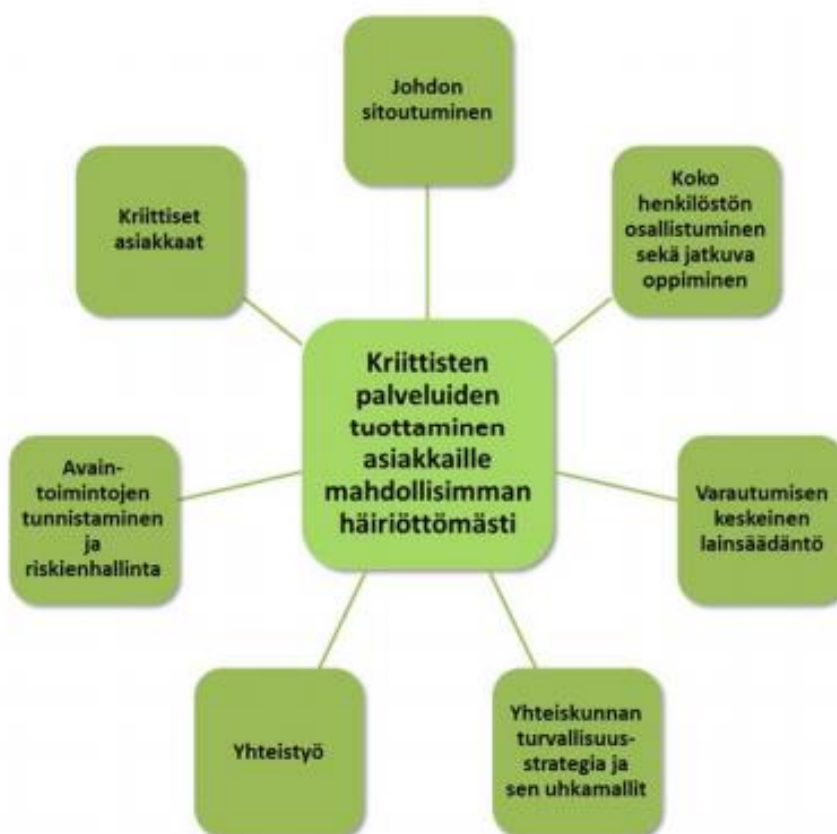 Johdon
sitoutuminen
Koko
henkilöstön
osallistuminen
sekä jatkuva
oppiminen
Varautumisen
keskeinen
lainsäädäntö
Yhteiskunnan
turvallisuus-
strategia ja
sen uhkamallit
Yhteistyö
Avain-
toimintojen
tunnistaminen
ja
riskienhallinta
Kriittiset
asiakkaat
Kriittisten
palveluiden
tuottaminen
asiakkaille
mahdollisimman
häiriöttömästi